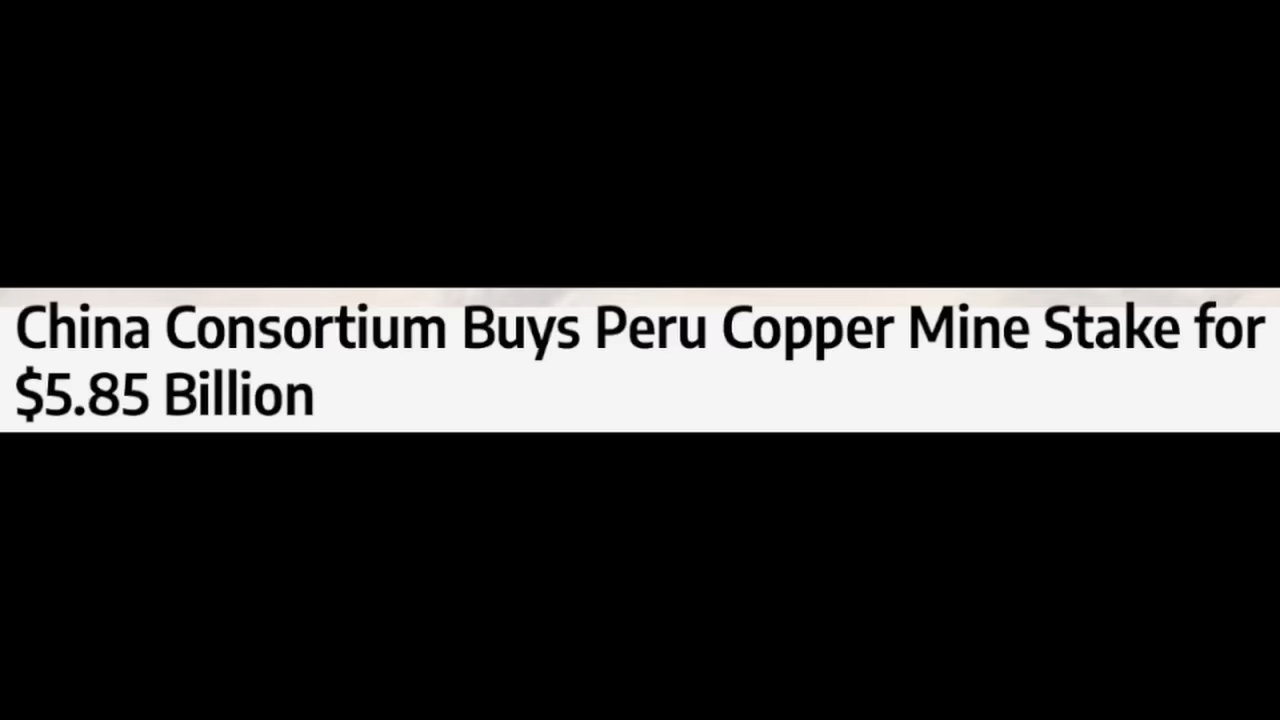 China Consortium Buys Peru Copper Mine Stake for
$5.85 Billion